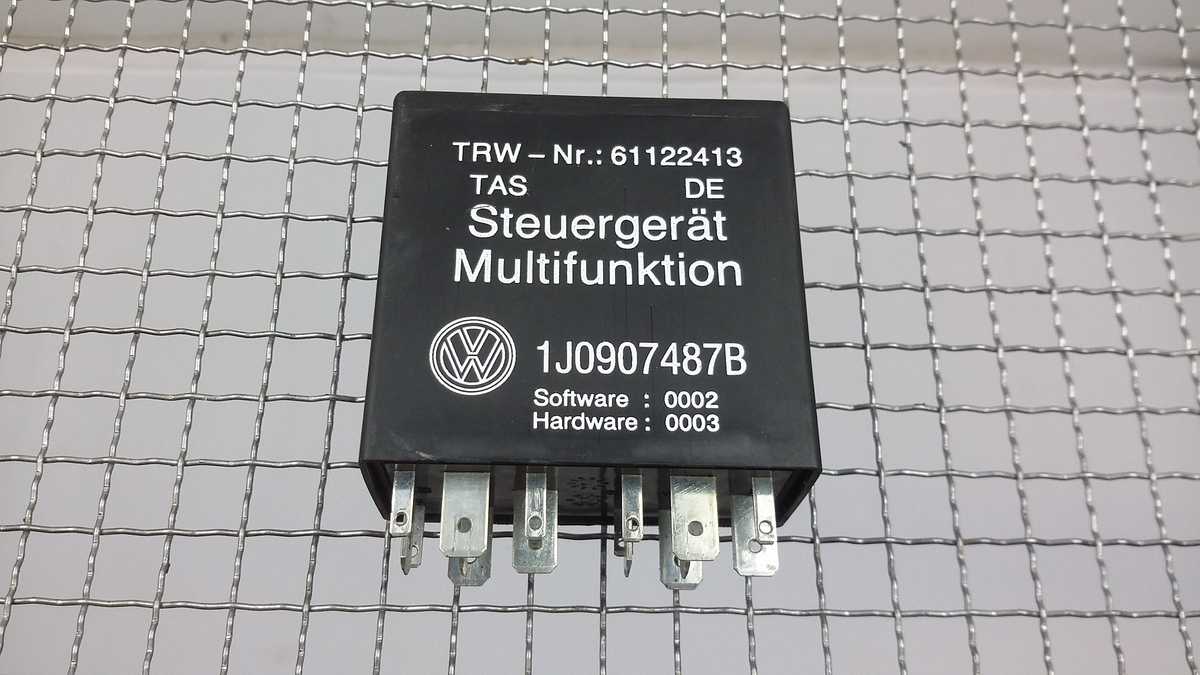 TRW – Nr.: 61122413
TAS DE
Steuergerät
Multifunktion
1J0907487B
Software : 0002
Hardware : 0003